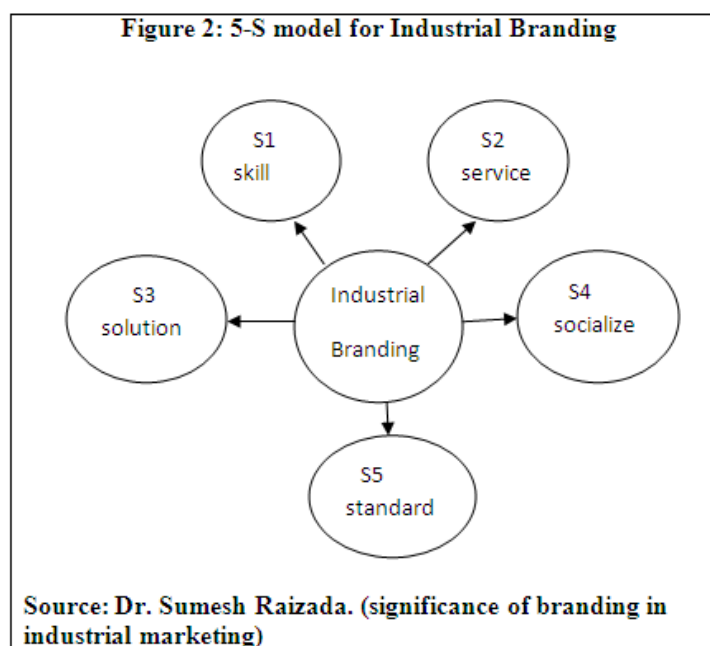 Figure 2: 5-S model for Industrial Branding
S1
skill
S2
service
Industrial
Branding
S3
solution
S4
socialize
S5
standard
Source: Dr. Sumesh Raizada. (significance of branding in
industrial marketing)